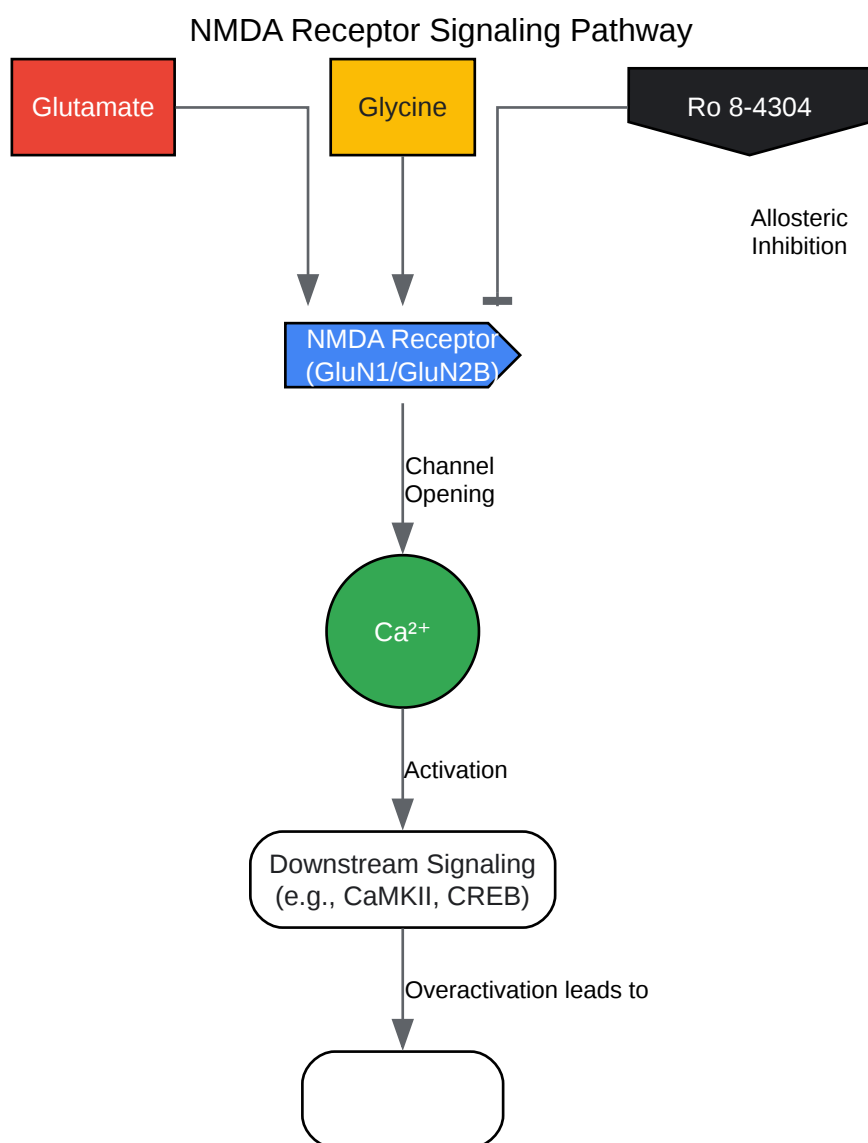 NMDA Receptor Signaling Pathway
Glutamate
Glycine
Ro 8-4304
Allosteric
Inhibition
NMDA Receptor
(GluN1/GluN2B)
Channel
Opening
Ca²⁺
Activation
Downstream Signaling
(e.g., CaMKII, CREB)
Overactivation leads to